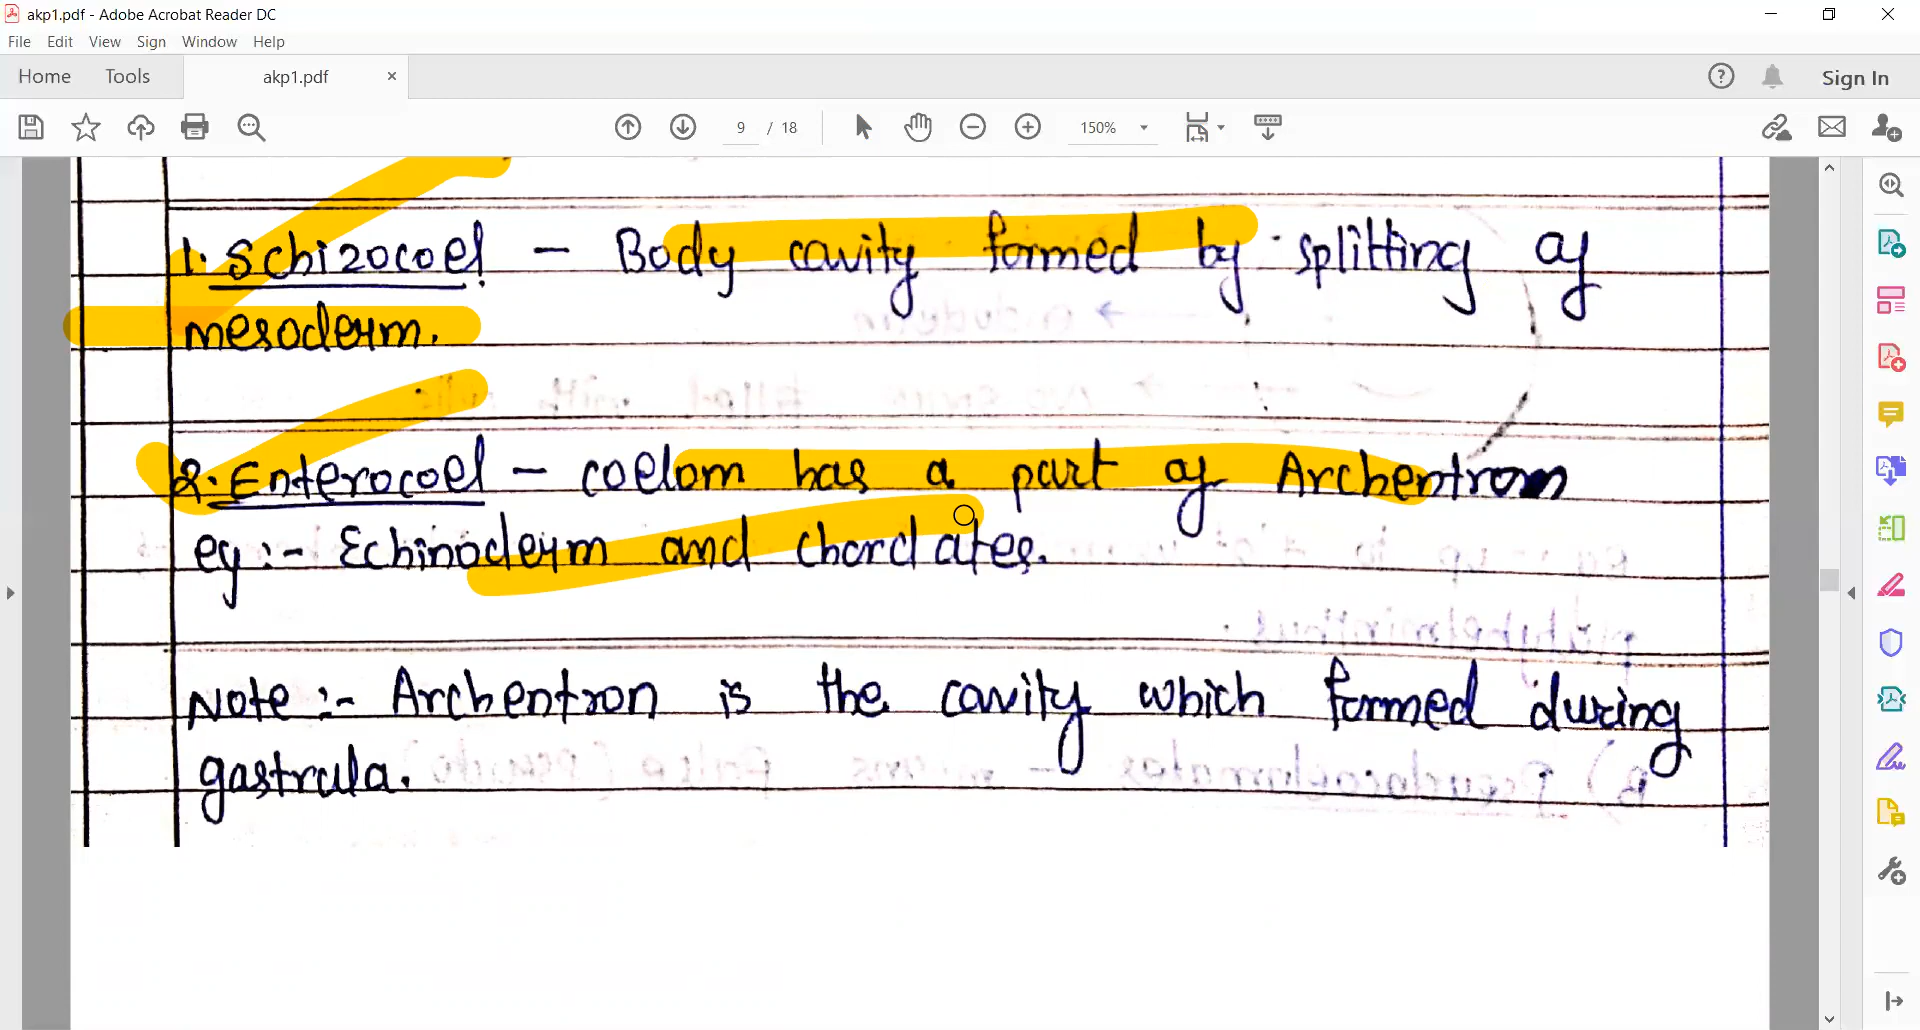 akp1.pdf - Adobe Acrobat Reader DC
File Edit View Sign Window Help
Home Tools akp1.pdf × Sign In
9 / 18 150%
1. Schizocoel - Body cavity formed by splitting of
mesoderm.
2. Enterocoel - coelom has a part of Archentron
eg :- Echinoderm and chordates.
Note :- Archentron is the cavity which formed during
gastrula.